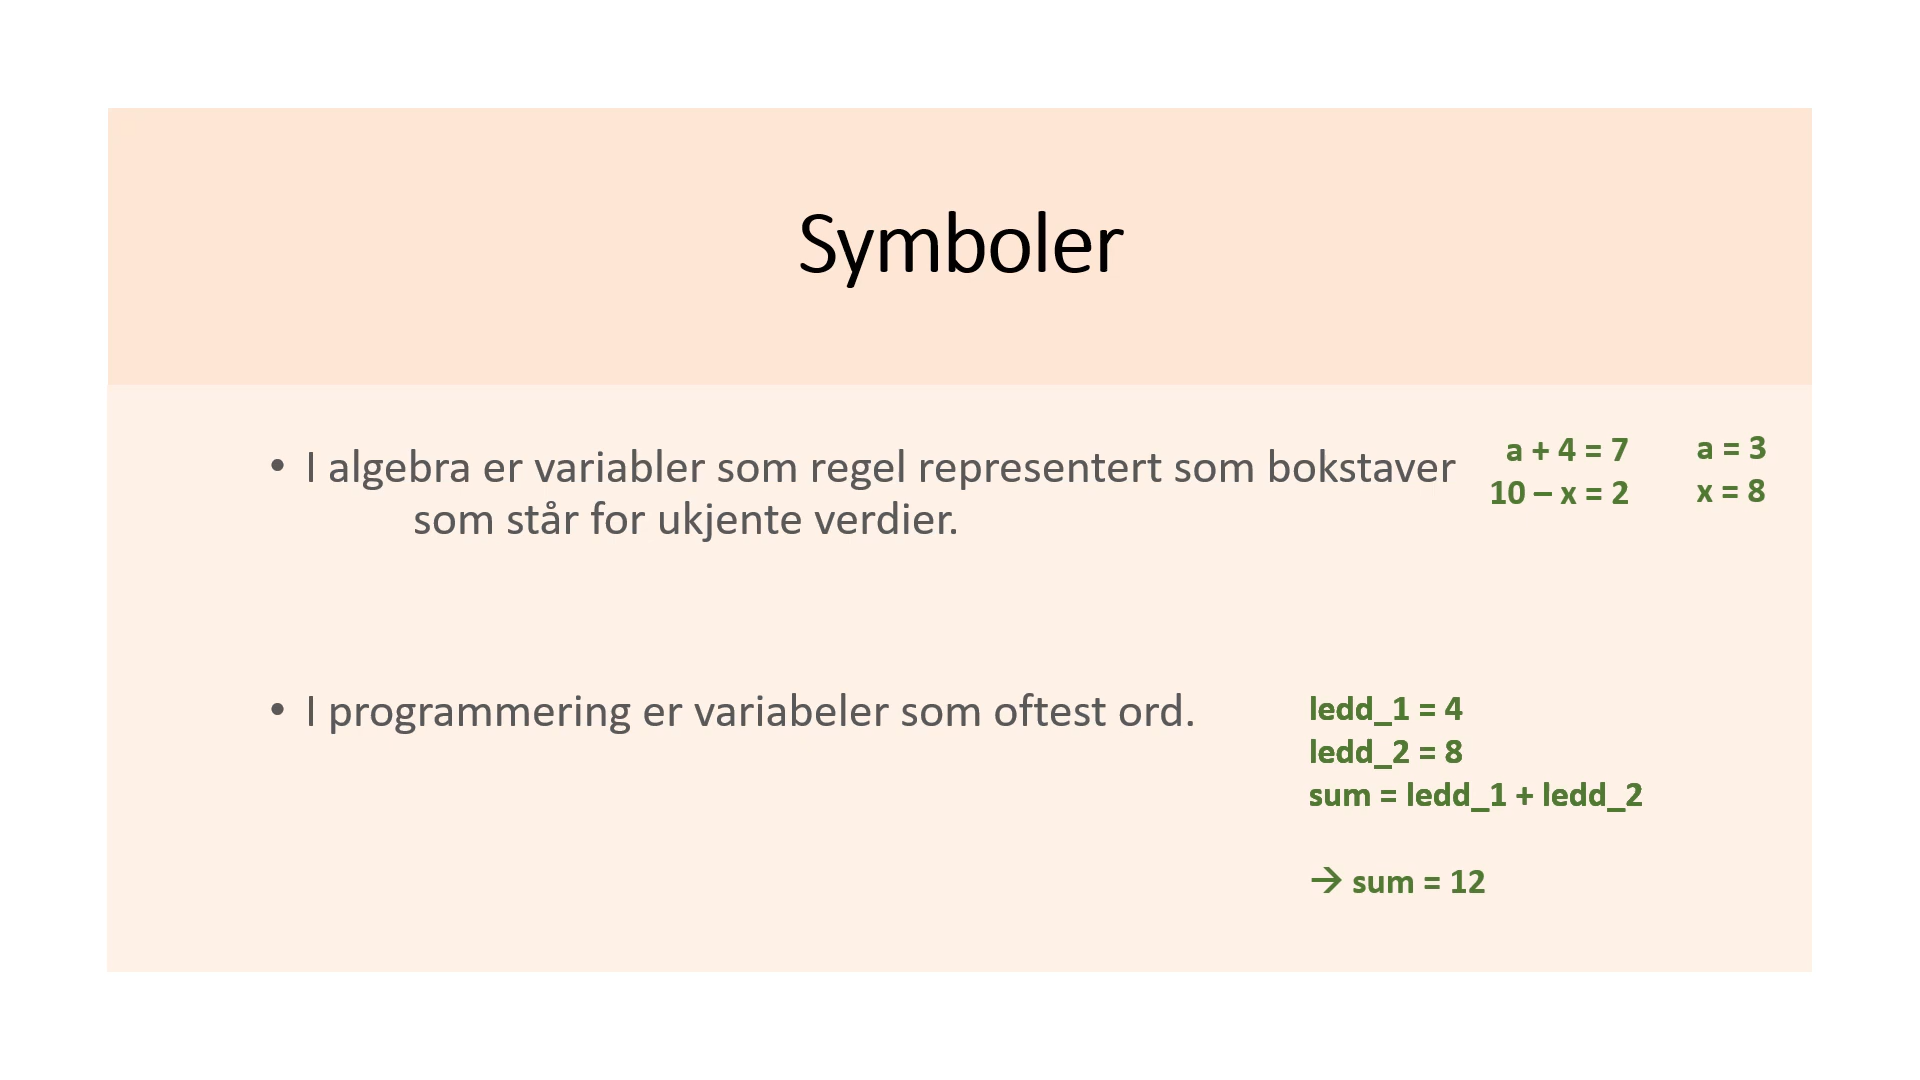 Symboler
• I algebra er variabler som regel representert som bokstaver
som står for ukjente verdier.
a + 4 = 7
10 – x = 2
a = 3
x = 8
• I programmering er variabeler som oftest ord.
ledd_1 = 4
ledd_2 = 8
sum = ledd_1 + ledd_2
→ sum = 12